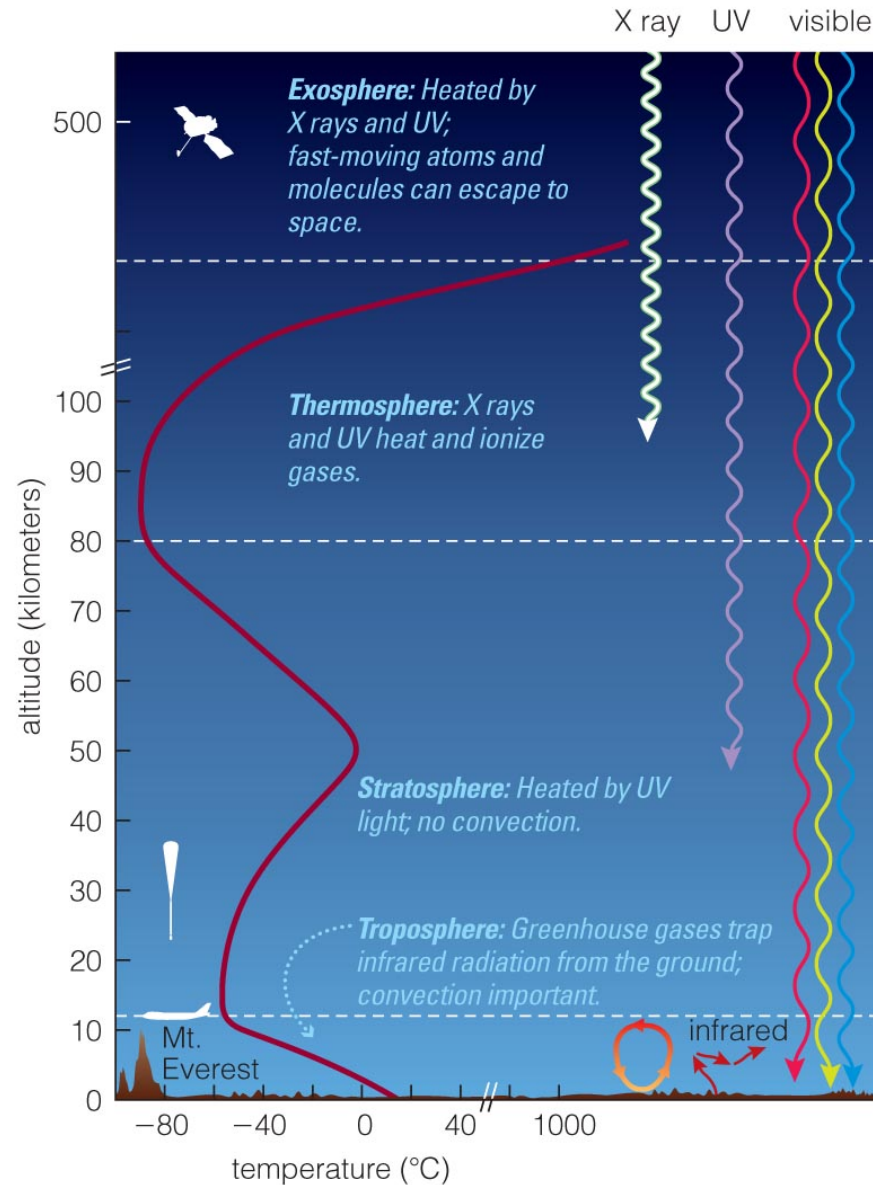 X ray UV visible
Exosphere: Heated by
X rays and UV;
fast-moving atoms and
molecules can escape to
space.
500
Thermosphere: X rays
and UV heat and ionize
gases.
100
90
80
70
60
50
40
30
20
10
0
altitude (kilometers)
Stratosphere: Heated by UV
light; no convection.
Troposphere: Greenhouse gases trap
infrared radiation from the ground;
convection important.
Mt.
Everest
infrared
−80 −40 0 40 1000
temperature (°C)